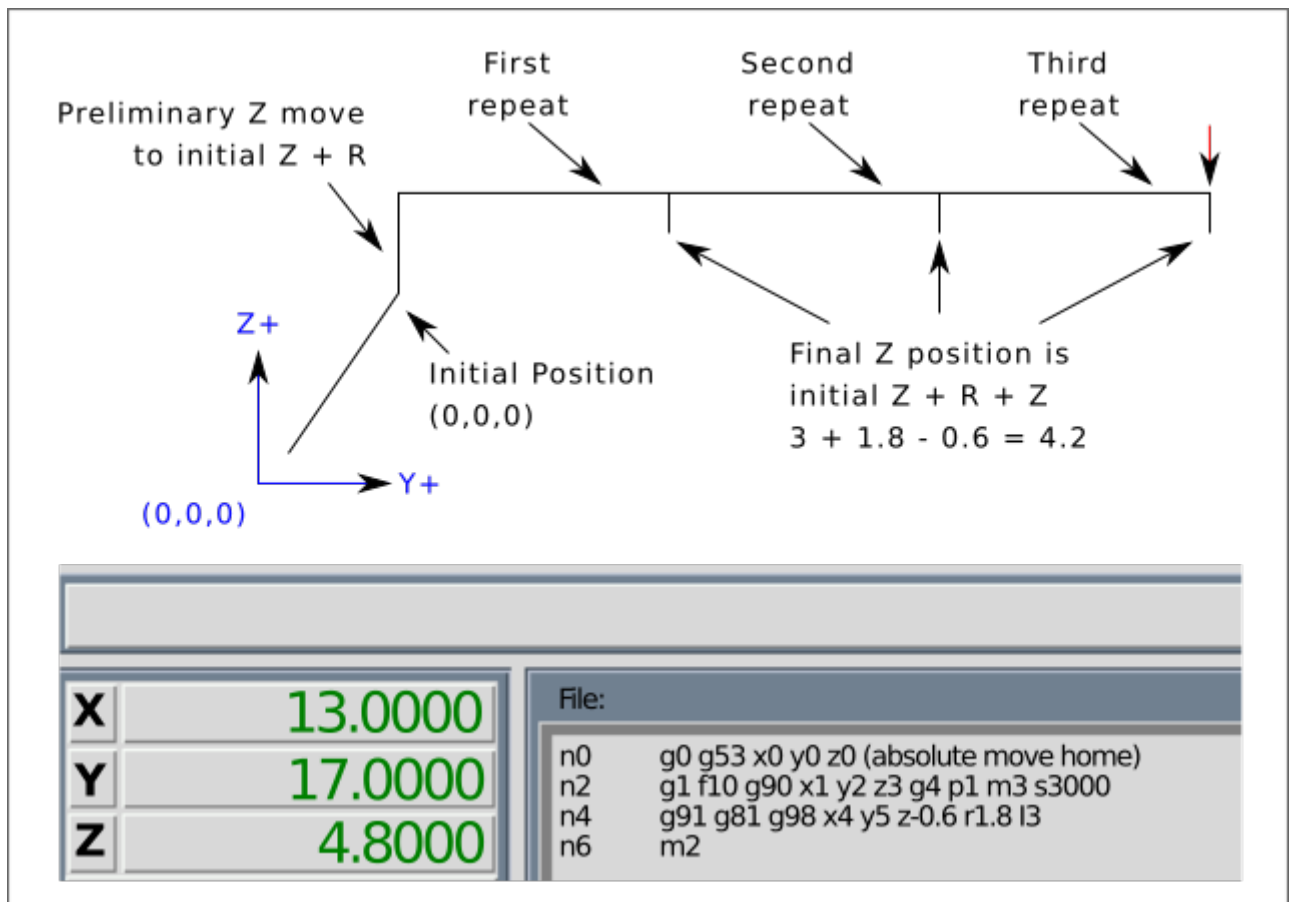 First
repeat
Second
repeat
Third
repeat
Preliminary Z move
to initial Z + R
Z+
Initial Position
(0,0,0)
Final Z position is
initial Z + R + Z
3 + 1.8 - 0.6 = 4.2
Y+
(0,0,0)
X 13.0000
Y 17.0000
Z 4.8000
File:
n0 g0 g53 x0 y0 z0 (absolute move home)
n2 g1 f10 g90 x1 y2 z3 g4 p1 m3 s3000
n4 g91 g81 g98 x4 y5 z-0.6 r1.8 l3
n6 m2